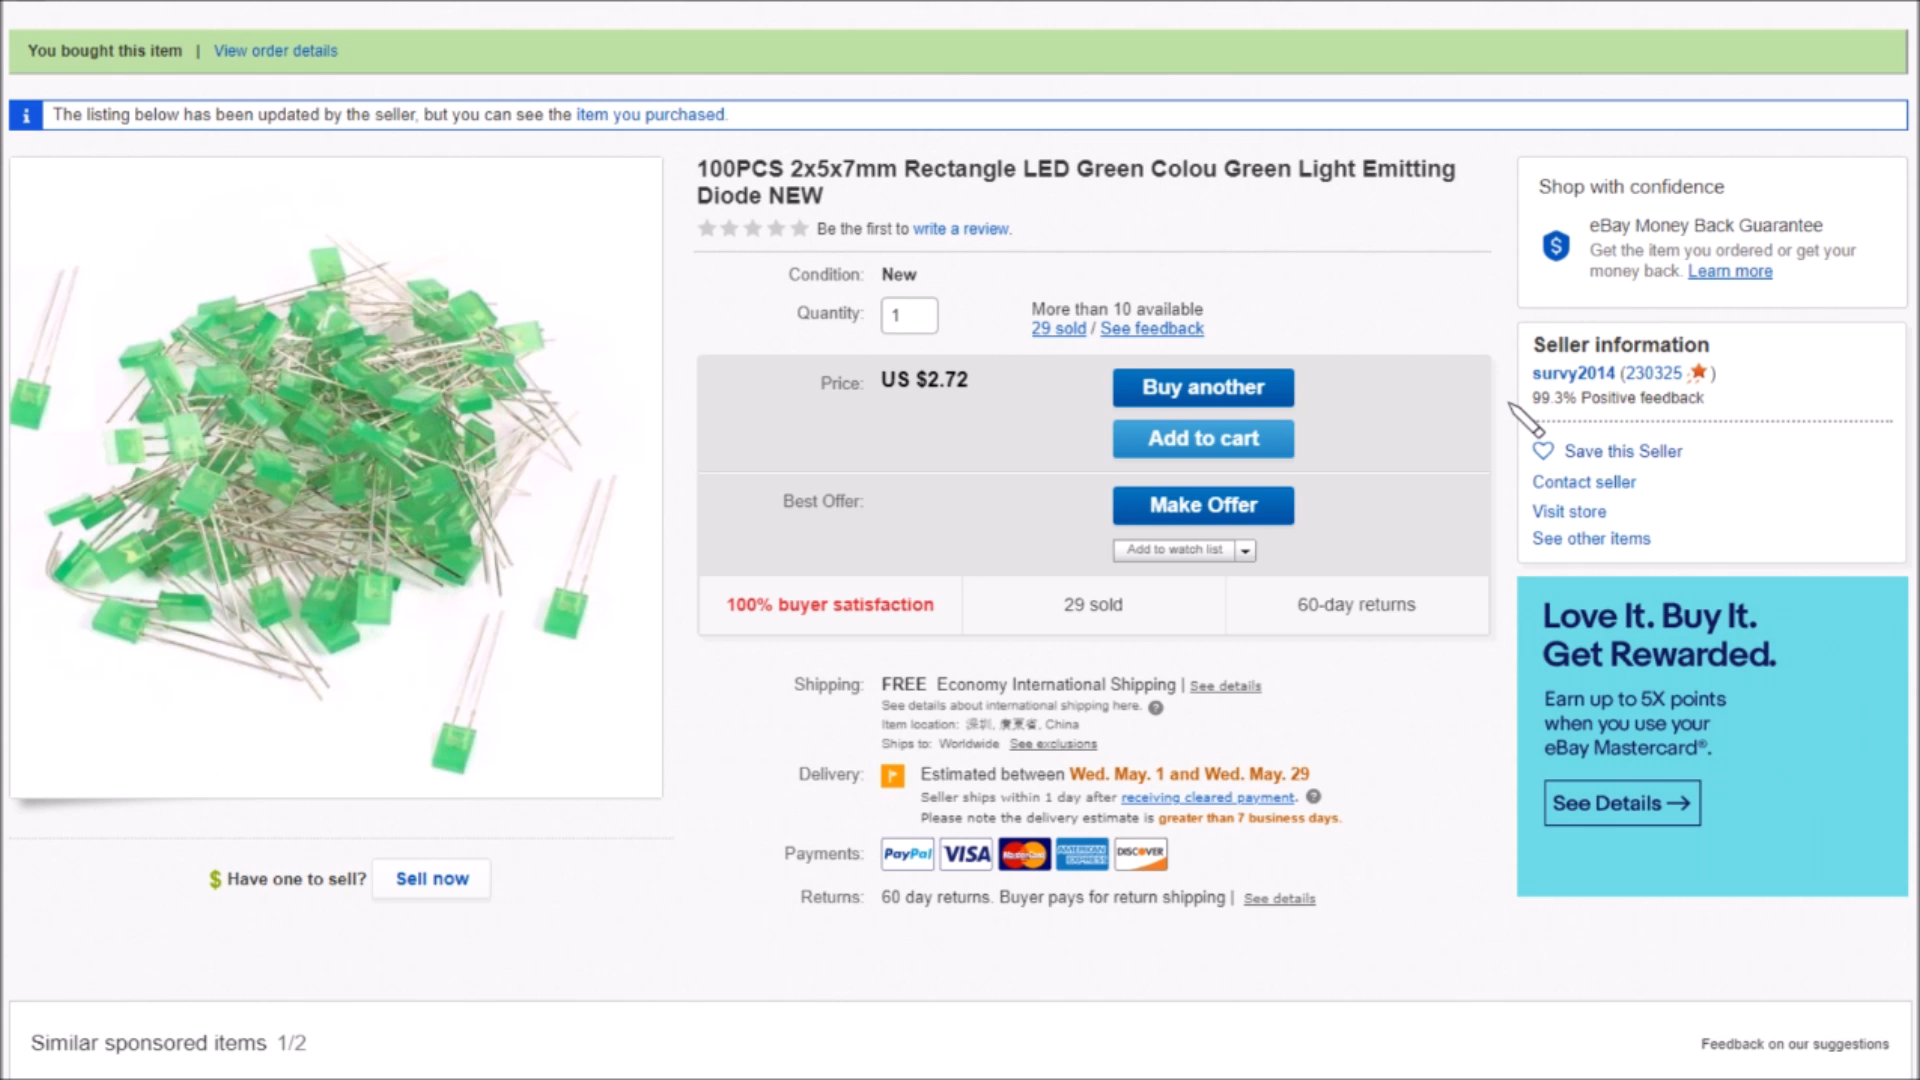 You bought this item | View order details
i The listing below has been updated by the seller, but you can see the item you purchased.
100PCS 2x5x7mm Rectangle LED Green Colou Green Light Emitting
Diode NEW
Be the first to write a review.
Condition: New
Quantity: 1
More than 10 available
29 sold / See feedback
Price: US $2.72
Buy another
Add to cart
Best Offer:
Make Offer
Add to watch list
100% buyer satisfaction
29 sold
60-day returns
Shipping: FREE Economy International Shipping | See details
See details about international shipping here. ?
Item location: 深圳, 广东省, China
Ships to: Worldwide See exclusions
Delivery: Estimated between Wed. May. 1 and Wed. May. 29
Seller ships within 1 day after receiving cleared payment. ?
Please note the delivery estimate is greater than 7 business days.
Payments: PayPal VISA MasterCard AMERICAN EXPRESS DISCOVER
Returns: 60 day returns. Buyer pays for return shipping | See details
$ Have one to sell? Sell now
Shop with confidence
$ eBay Money Back Guarantee
Get the item you ordered or get your
money back. Learn more
Seller information
survy2014 (230325 )
99.3% Positive feedback
Save this Seller
Contact seller
Visit store
See other items
Love It. Buy It.
Get Rewarded.
Earn up to 5X points
when you use your
eBay Mastercard®.
See Details →
Similar sponsored items 1/2
Feedback on our suggestions